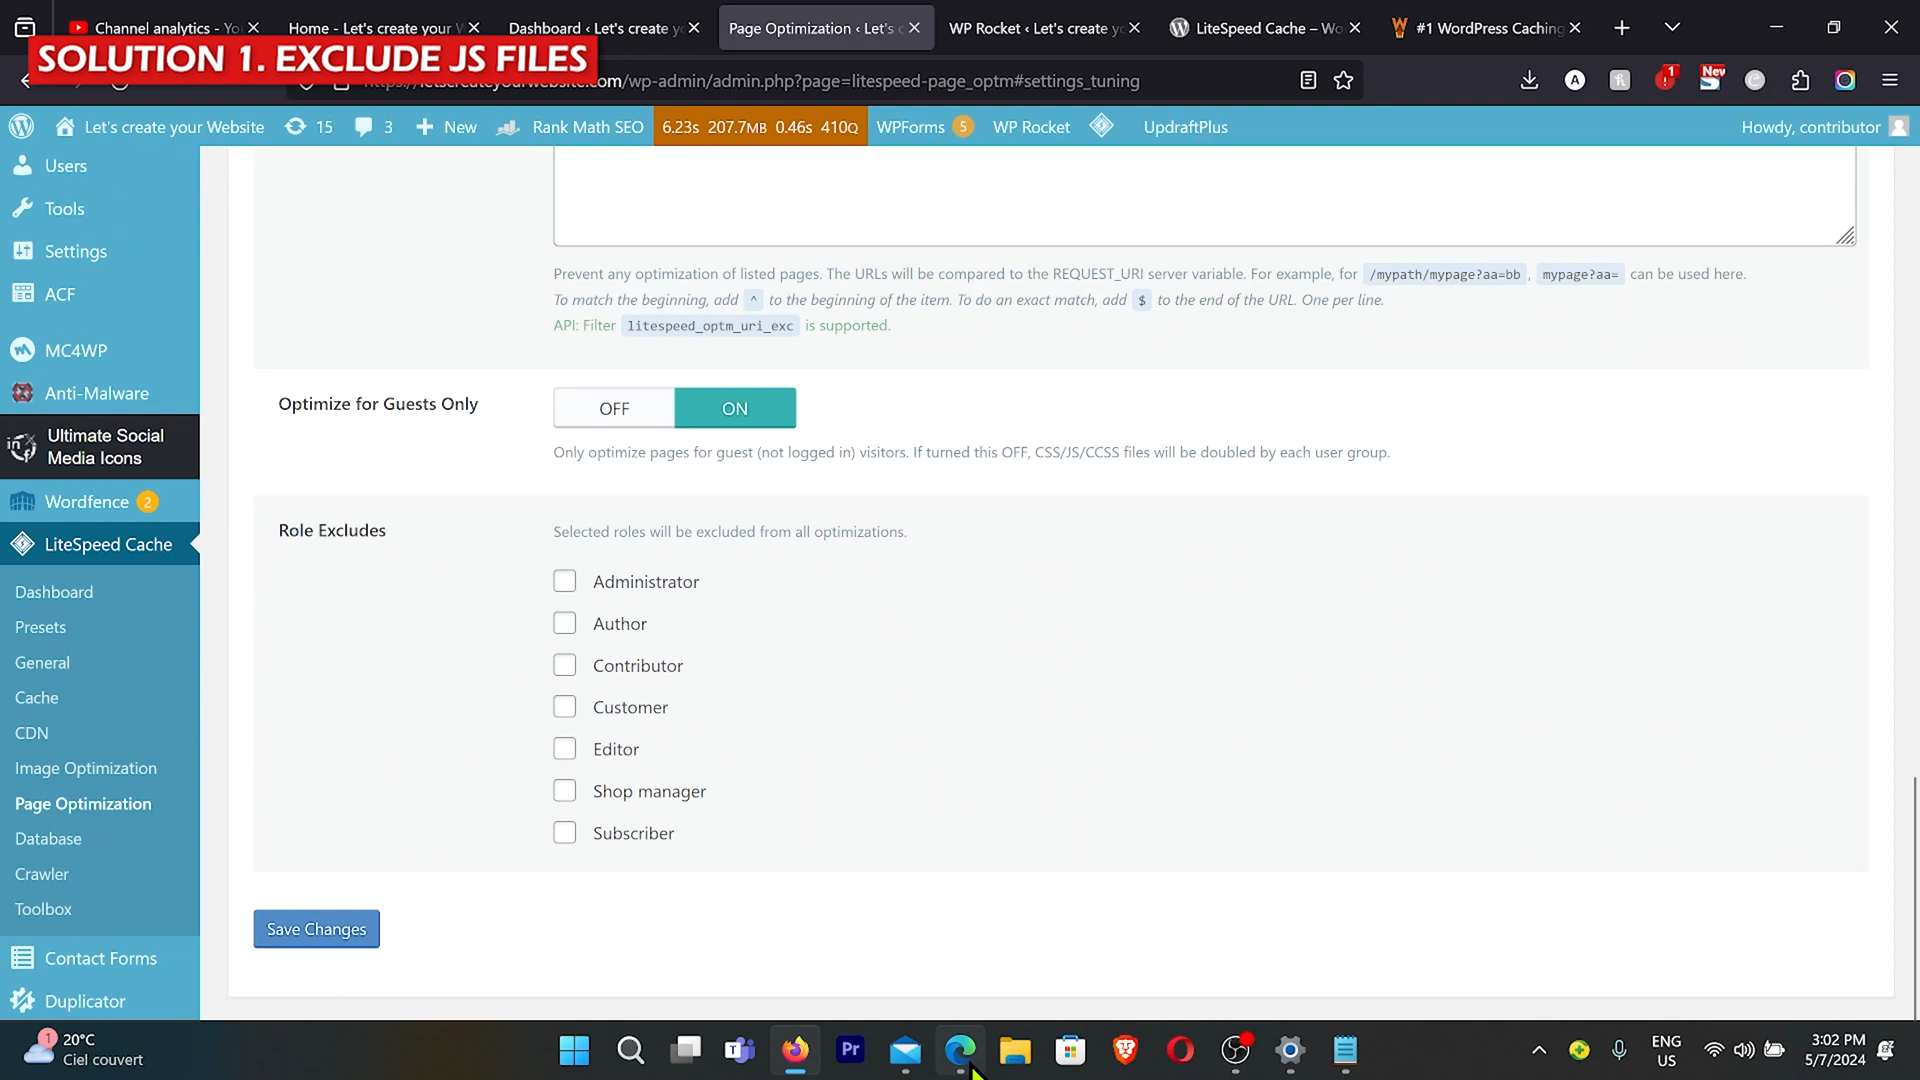 Channel analytics - Yo
Home - Let's create your
Dashboard ‹ Let's create y
Page Optimization ‹ Let's c
WP Rocket ‹ Let's create yo
LiteSpeed Cache – Wo
#1 WordPress Caching
SOLUTION 1. EXCLUDE JS FILES
https://letscreateyourwebsite.com/wp-admin/admin.php?page=litespeed-page_optm#settings_tuning
1
New
Let's create your Website
15
3
New
Rank Math SEO
6.23s 207.7MB 0.46s 410Q
WPForms 5
WP Rocket
UpdraftPlus
Howdy, contributor
Users
Tools
Settings
ACF
MC4WP
Anti-Malware
Ultimate Social
Media Icons
Wordfence 2
LiteSpeed Cache
Dashboard
Presets
General
Cache
CDN
Image Optimization
Page Optimization
Database
Crawler
Toolbox
Contact Forms
Duplicator
Prevent any optimization of listed pages. The URLs will be compared to the REQUEST_URI server variable. For example, for /mypath/mypage?aa=bb , mypage?aa= can be used here.
To match the beginning, add ^ to the beginning of the item. To do an exact match, add $ to the end of the URL. One per line.
API: Filter litespeed_optm_uri_exc is supported.
Optimize for Guests Only
OFF
ON
Only optimize pages for guest (not logged in) visitors. If turned this OFF, CSS/JS/CCSS files will be doubled by each user group.
Role Excludes
Selected roles will be excluded from all optimizations.
Administrator
Author
Contributor
Customer
Editor
Shop manager
Subscriber
Save Changes
1
20°C
Ciel couvert
Pr
ENG
US
3:02 PM
5/7/2024